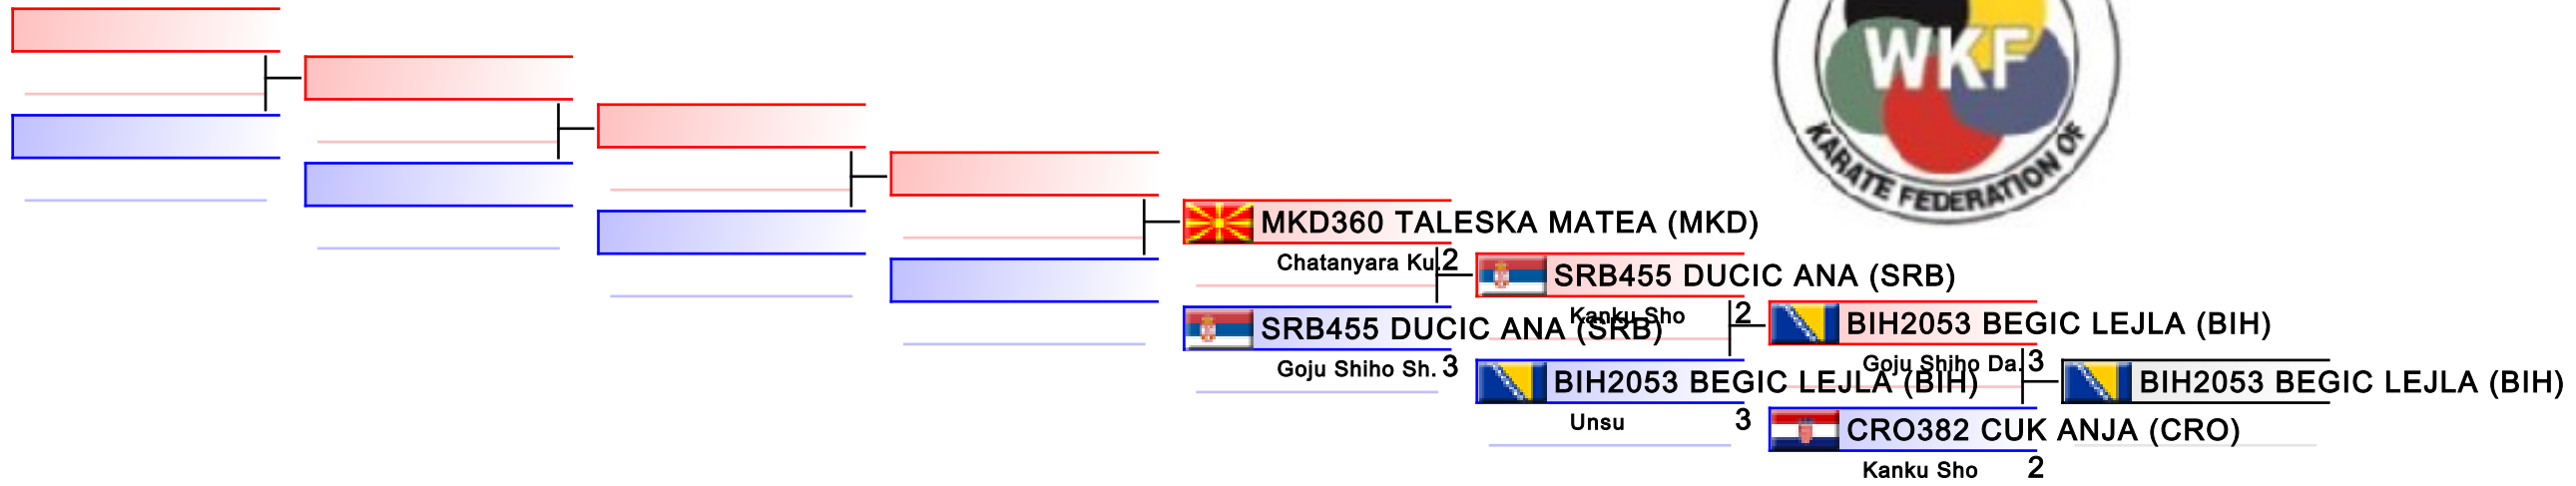 WKF
KARATE FEDERATION OF
MKD360 TALESKA MATEA (MKD)
Chatanyara Ku. 2
SRB455 DUCIC ANA (SRB)
Goju Shiho Sh. 3
SRB455 DUCIC ANA (SRB)
Kanku Sho 2
BIH2053 BEGIC LEJLA (BIH)
Unsu 3
BIH2053 BEGIC LEJLA (BIH)
Goju Shiho Da. 3
CRO382 CUK ANJA (CRO)
Kanku Sho 2
BIH2053 BEGIC LEJLA (BIH)